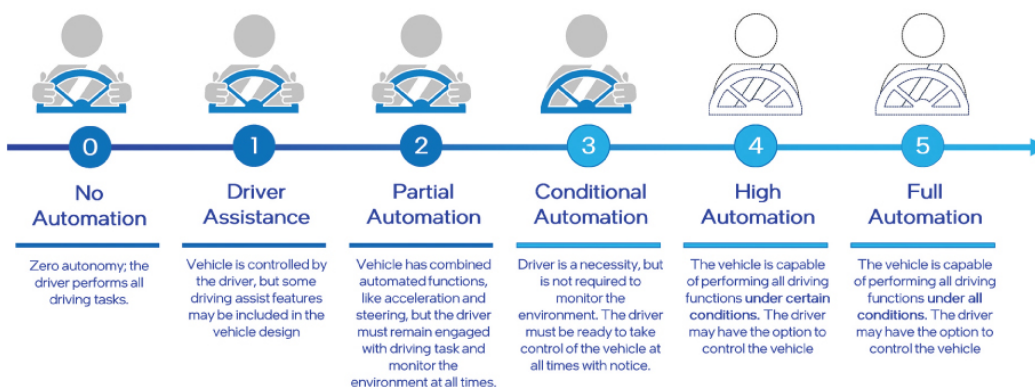 0
No
Automation
Zero autonomy; the
driver performs all
driving tasks.
1
Driver
Assistance
Vehicle is controlled by
the driver, but some
driving assist features
may be included in the
vehicle design
2
Partial
Automation
Vehicle has combined
automated functions,
like acceleration and
steering, but the driver
must remain engaged
with driving task and
monitor the
environment at all times.
3
Conditional
Automation
Driver is a necessity, but
is not required to
monitor the
environment. The driver
must be ready to take
control of the vehicle at
all times with notice.
4
High
Automation
The vehicle is capable
of performing all driving
functions under certain
conditions. The driver
may have the option to
control the vehicle
5
Full
Automation
The vehicle is capable
of performing all driving
functions under all
conditions. The driver
may have the option to
control the vehicle